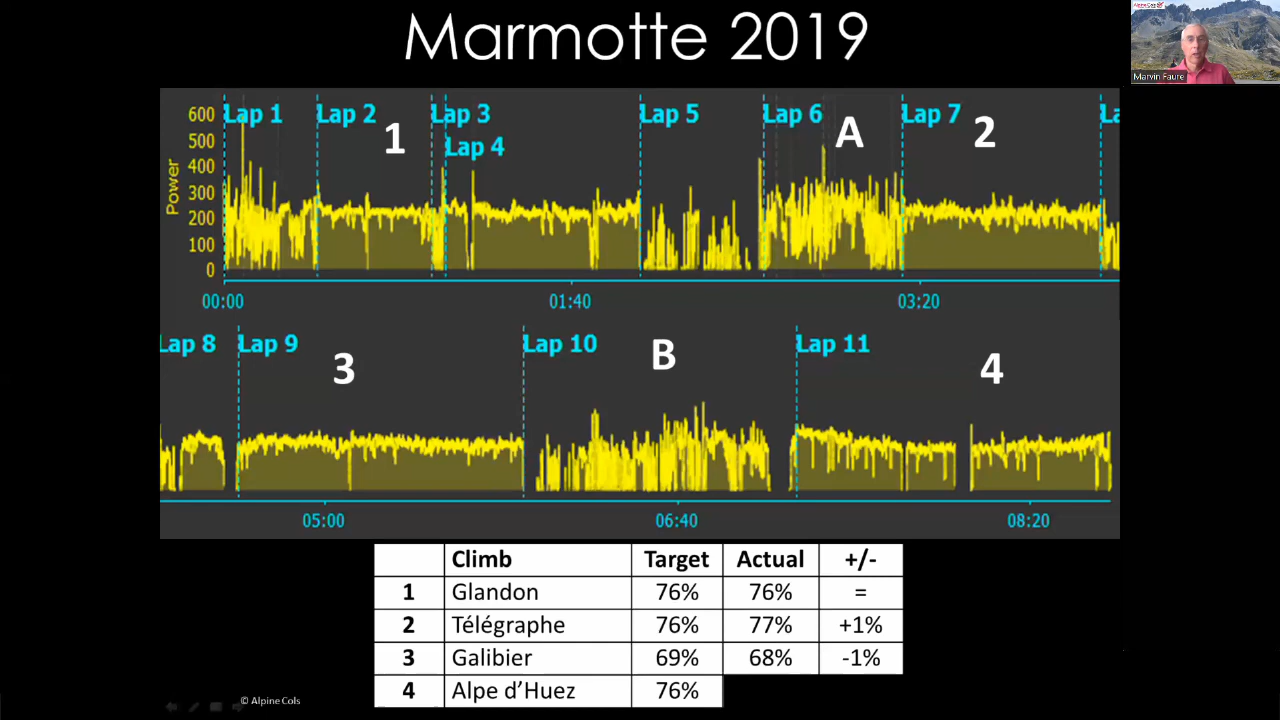 Marmotte 2019
Marvin Faure
Power
600
500
400
300
200
100
0
Lap 1
Lap 2
1
Lap 3
Lap 4
Lap 5
Lap 6
A
Lap 7
2
00:00
01:40
03:20
Lap 8
Lap 9
3
Lap 10
B
Lap 11
4
05:00
06:40
08:20
Climb Target Actual +/-
1 Glandon 76% 76% =
2 Télégraphe 76% 77% +1%
3 Galibier 69% 68% -1%
4 Alpe d’Huez 76%
© Alpine Cols